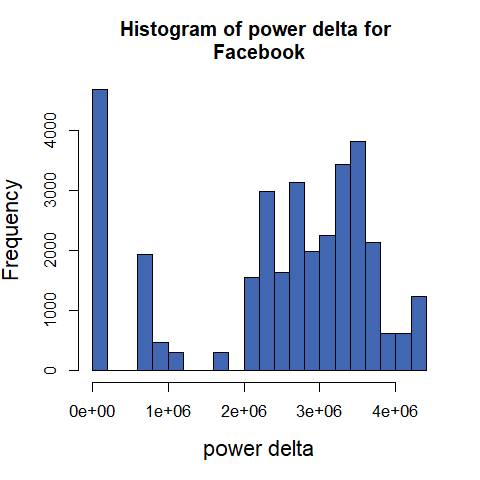 Histogram of power delta for
Facebook
Frequency
4000
3000
2000
1000
0
0e+00 1e+06 2e+06 3e+06 4e+06
power delta